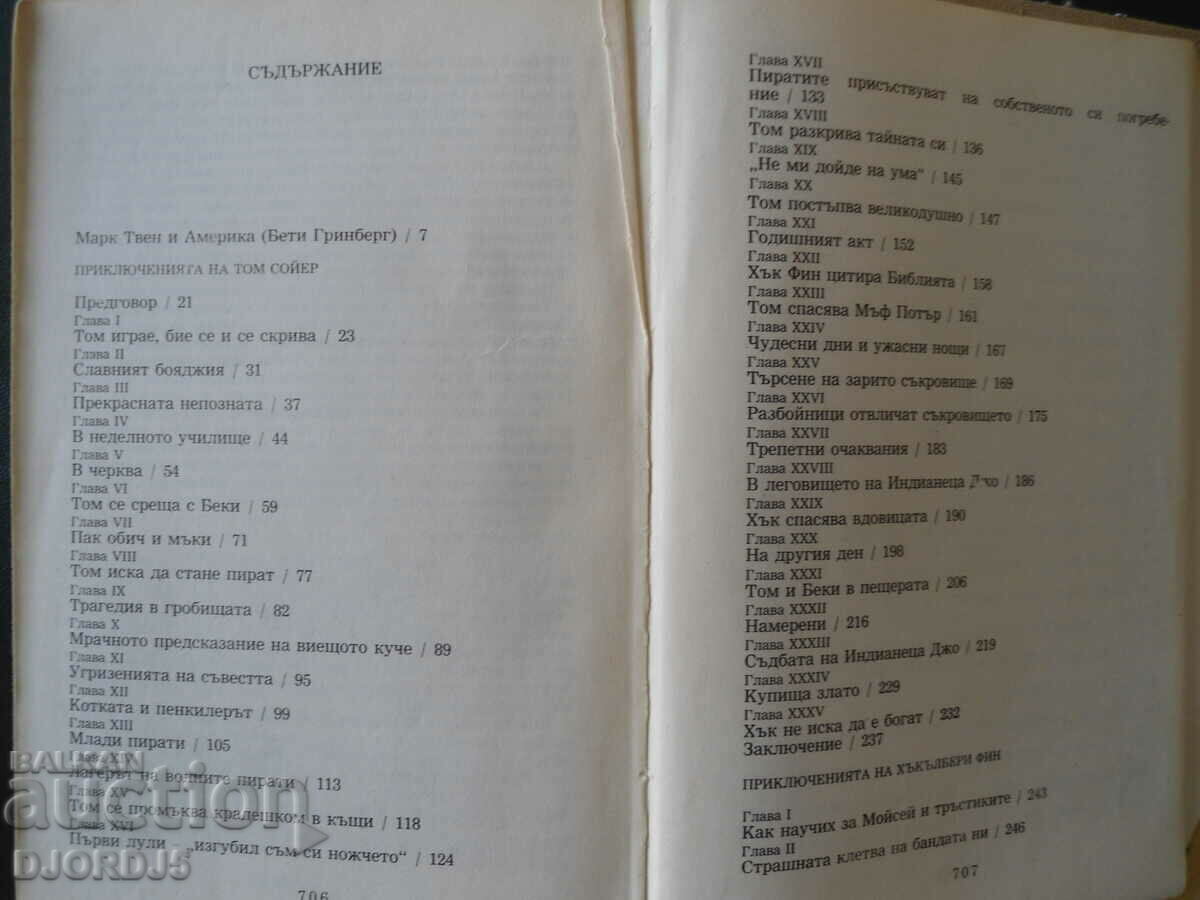 СЪДЪРЖАНИЕ
Марк Твен и Америка (Бети Гринберг) / 7
ПРИКЛЮЧЕНИЯТА НА ТОМ СОЙЕР
Предговор / 21
Глава I
Том играе, бие се и се скрива / 23
Глава II
Славният бояджия / 31
Глава III
Прекрасната непозната / 37
Глава IV
В неделното училище / 44
Глава V
В черква / 54
Глава VI
Том се среща с Беки / 59
Глава VII
Пак обич и мъки / 71
Глава VIII
Том иска да стане пират / 77
Глава IX
Трагедия в гробищата / 82
Глава X
Мрачното предсказание на виещото куче / 89
Глава XI
Угризенията на съвестта / 95
Глава XII
Котката и пенкилерът / 99
Глава XIII
Млади пирати / 105
Глава XIV
Лагерът на волните пирати / 113
Глава XV
Том се промъква крадешком в къщи / 118
Глава XVI
Първи лули — „изгубил съм си ножчето“ / 124
706
Глава XVII
Пиратите присъствуват на собственото си погребе-
ние / 133
Глава XVIII
Том разкрива тайната си / 136
Глава XIX
„Не ми дойде на ума“ / 145
Глава XX
Том постъпва великодушно / 147
Глава XXI
Годишният акт / 152
Глава XXII
Хък Фин цитира Библията / 158
Глава XXIII
Том спасява Мъф Потър / 161
Глава XXIV
Чудесни дни и ужасни нощи / 167
Глава XXV
Търсене на зарито съкровище / 169
Глава XXVI
Разбойници отвличат съкровището / 175
Глава XXVII
Трепетни очаквания / 183
Глава XXVIII
В леговището на Индианеца Джо / 186
Глава XXIX
Хък спасява вдовицата / 190
Глава XXX
На другия ден / 198
Глава XXXI
Том и Беки в пещерата / 206
Глава XXXII
Намерени / 216
Глава XXXIII
Съдбата на Индианеца Джо / 219
Глава XXXIV
Купища злато / 229
Глава XXXV
Хък не иска да е богат / 232
Заключение / 237
ПРИКЛЮЧЕНИЯТА НА ХЪКЪЛБЕРИ ФИН
Глава I
Как научих за Мойсей и тръстиките / 243
Глава II
Страшната клетва на бандата ни / 246
707
BALKAN
auction
DJORDJ5